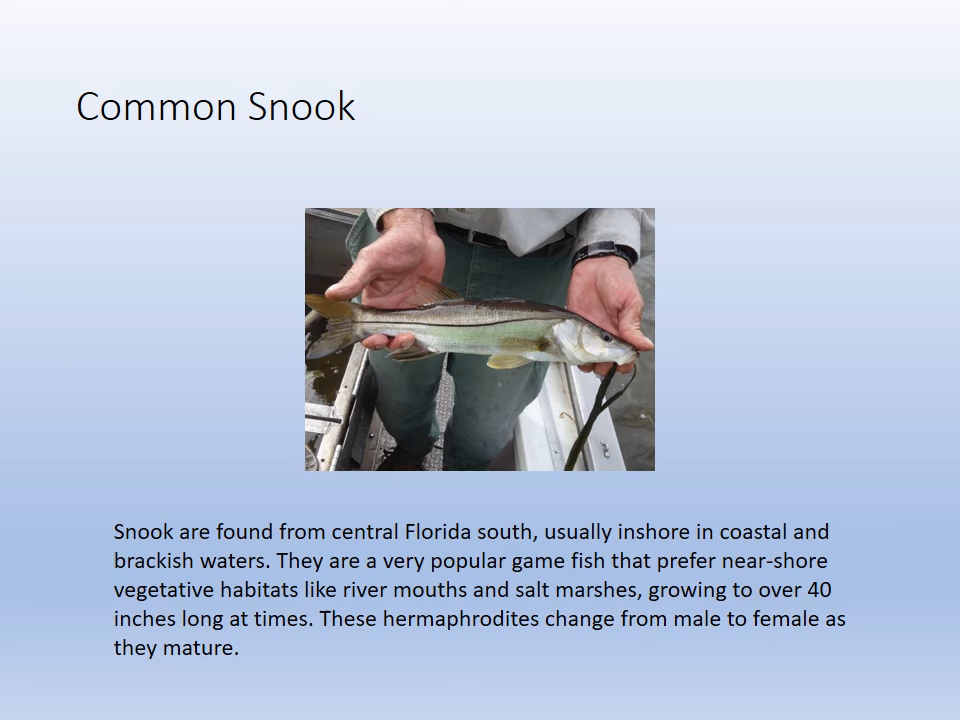 Common Snook
Snook are found from central Florida south, usually inshore in coastal and
brackish waters. They are a very popular game fish that prefer near-shore
vegetative habitats like river mouths and salt marshes, growing to over 40
inches long at times. These hermaphrodites change from male to female as
they mature.